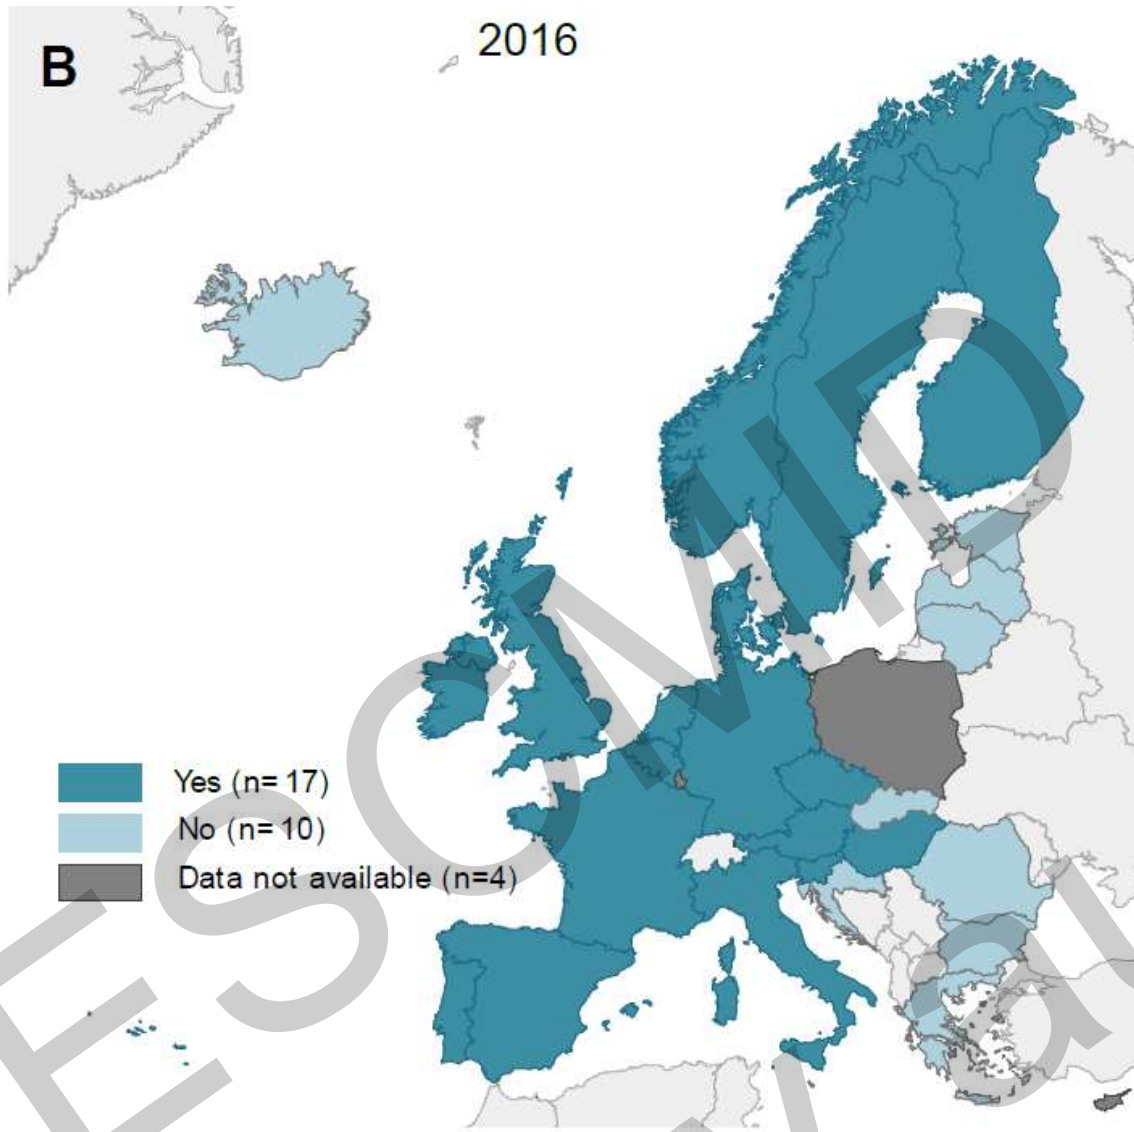 B
2016
Yes (n= 17)
No (n= 10)
Data not available (n=4)
ESCMID